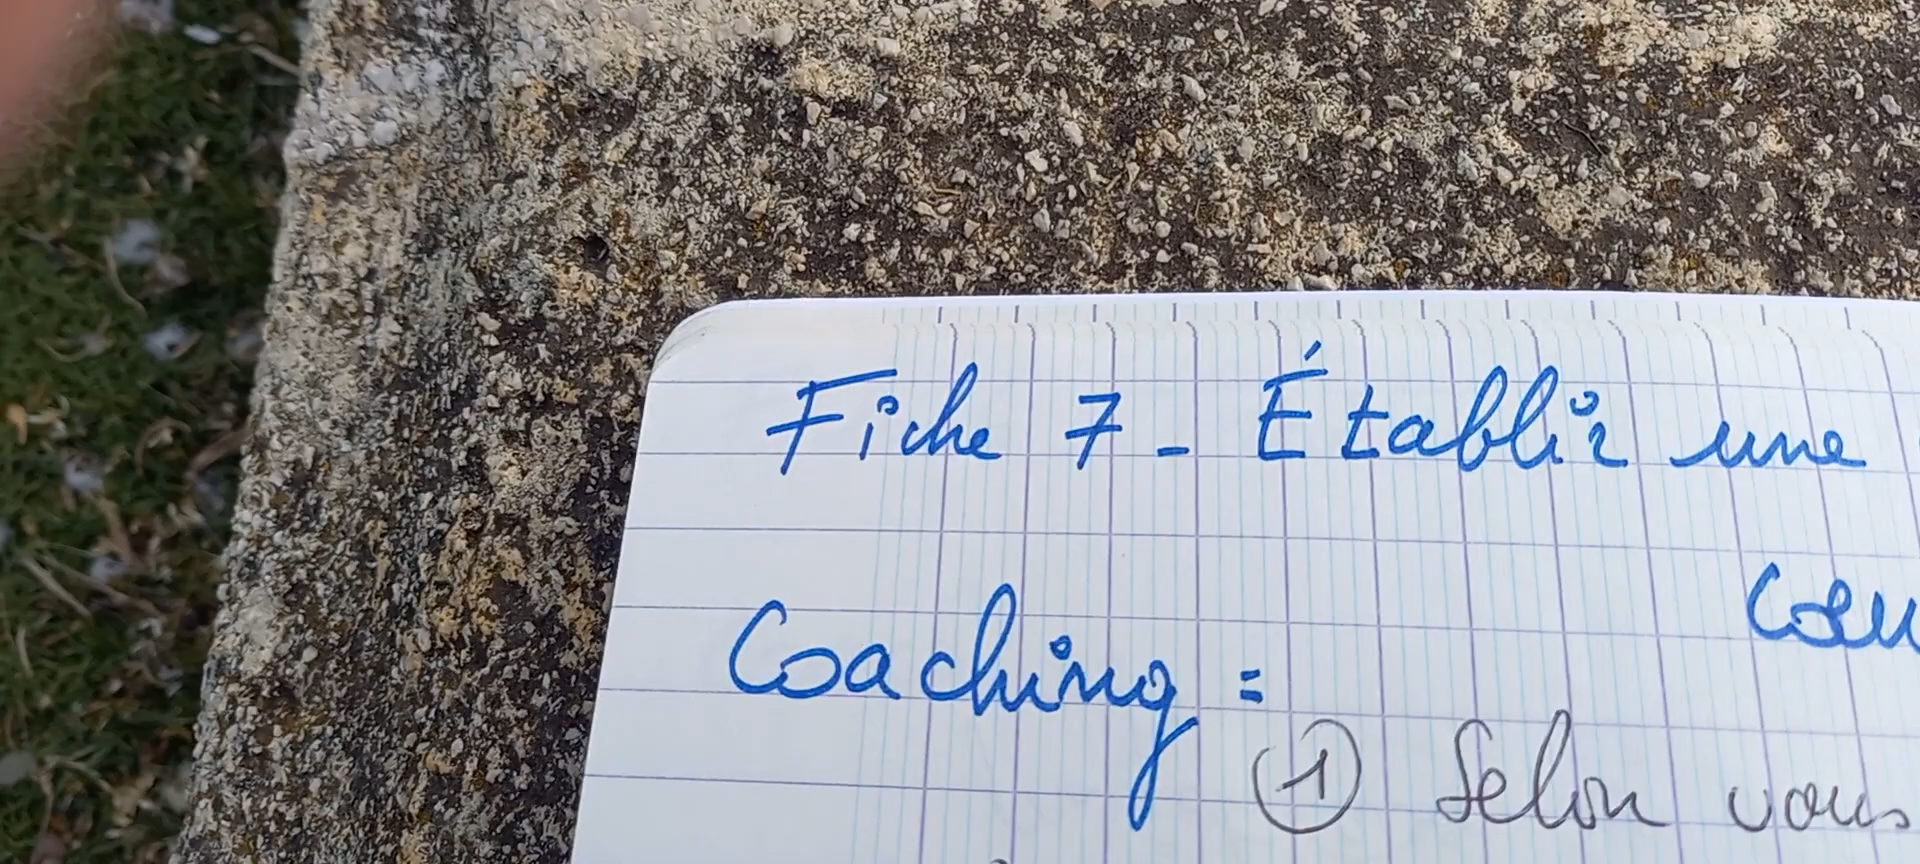 Fiche 7 - Établir une
Coaching =
① Selon vous